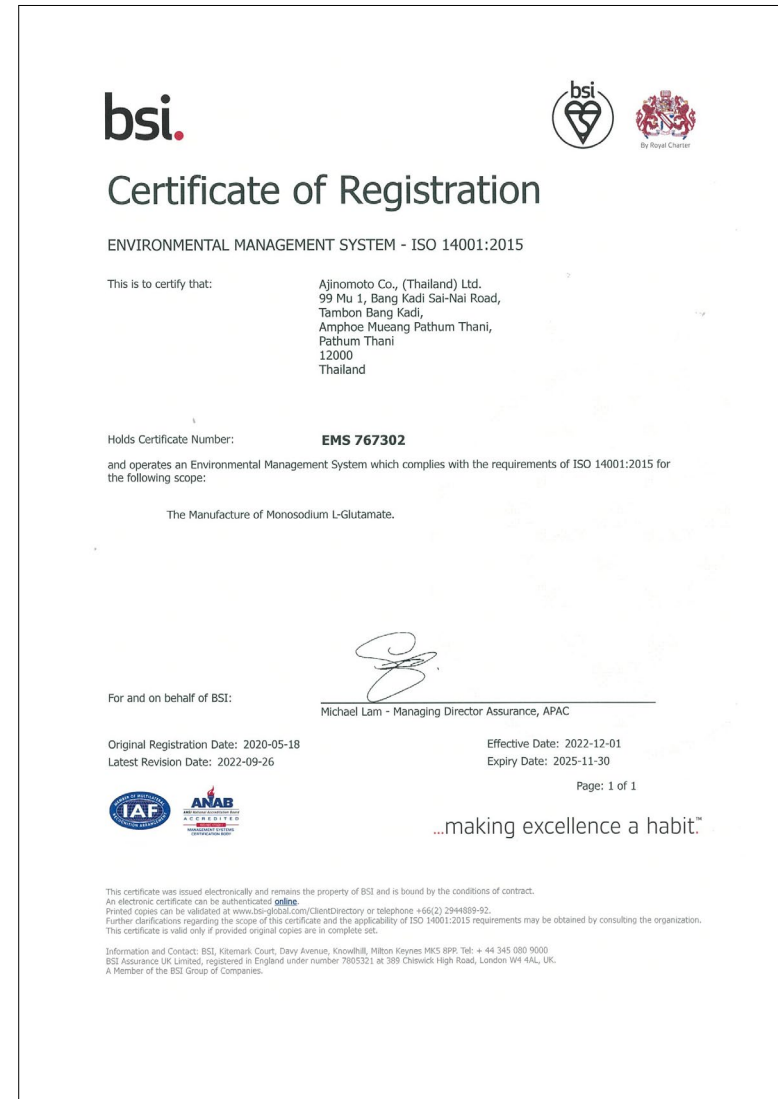 bsi.
bsi
By Royal Charter
Certificate of Registration
ENVIRONMENTAL MANAGEMENT SYSTEM - ISO 14001:2015
This is to certify that:
Ajinomoto Co., (Thailand) Ltd.
99 Mu 1, Bang Kadi Sai-Nai Road,
Tambon Bang Kadi,
Amphoe Mueang Pathum Thani,
Pathum Thani
12000
Thailand
Holds Certificate Number:
EMS 767302
and operates an Environmental Management System which complies with the requirements of ISO 14001:2015 for
the following scope:
The Manufacture of Monosodium L-Glutamate.
For and on behalf of BSI:
Michael Lam - Managing Director Assurance, APAC
Original Registration Date: 2020-05-18
Effective Date: 2022-12-01
Latest Revision Date: 2022-09-26
Expiry Date: 2025-11-30
Page: 1 of 1
MEMBER OF MULTILATERAL
IAF
RECOGNITION ARRANGEMENT
ANAB
ANSI National Accreditation Board
ACCREDITED
MANAGEMENT SYSTEMS
CERTIFICATION BODY
...making excellence a habit.™
This certificate was issued electronically and remains the property of BSI and is bound by the conditions of contract.
An electronic certificate can be authenticated online.
Printed copies can be validated at www.bsi-global.com/ClientDirectory or telephone +66(2) 2944889-92.
Further clarifications regarding the scope of this certificate and the applicability of ISO 14001:2015 requirements may be obtained by consulting the organization.
This certificate is valid only if provided original copies are in complete set.
Information and Contact: BSI, Kitemark Court, Davy Avenue, Knowlhill, Milton Keynes MK5 8PP. Tel: + 44 345 080 9000
BSI Assurance UK Limited, registered in England under number 7805321 at 389 Chiswick High Road, London W4 4AL, UK.
A Member of the BSI Group of Companies.